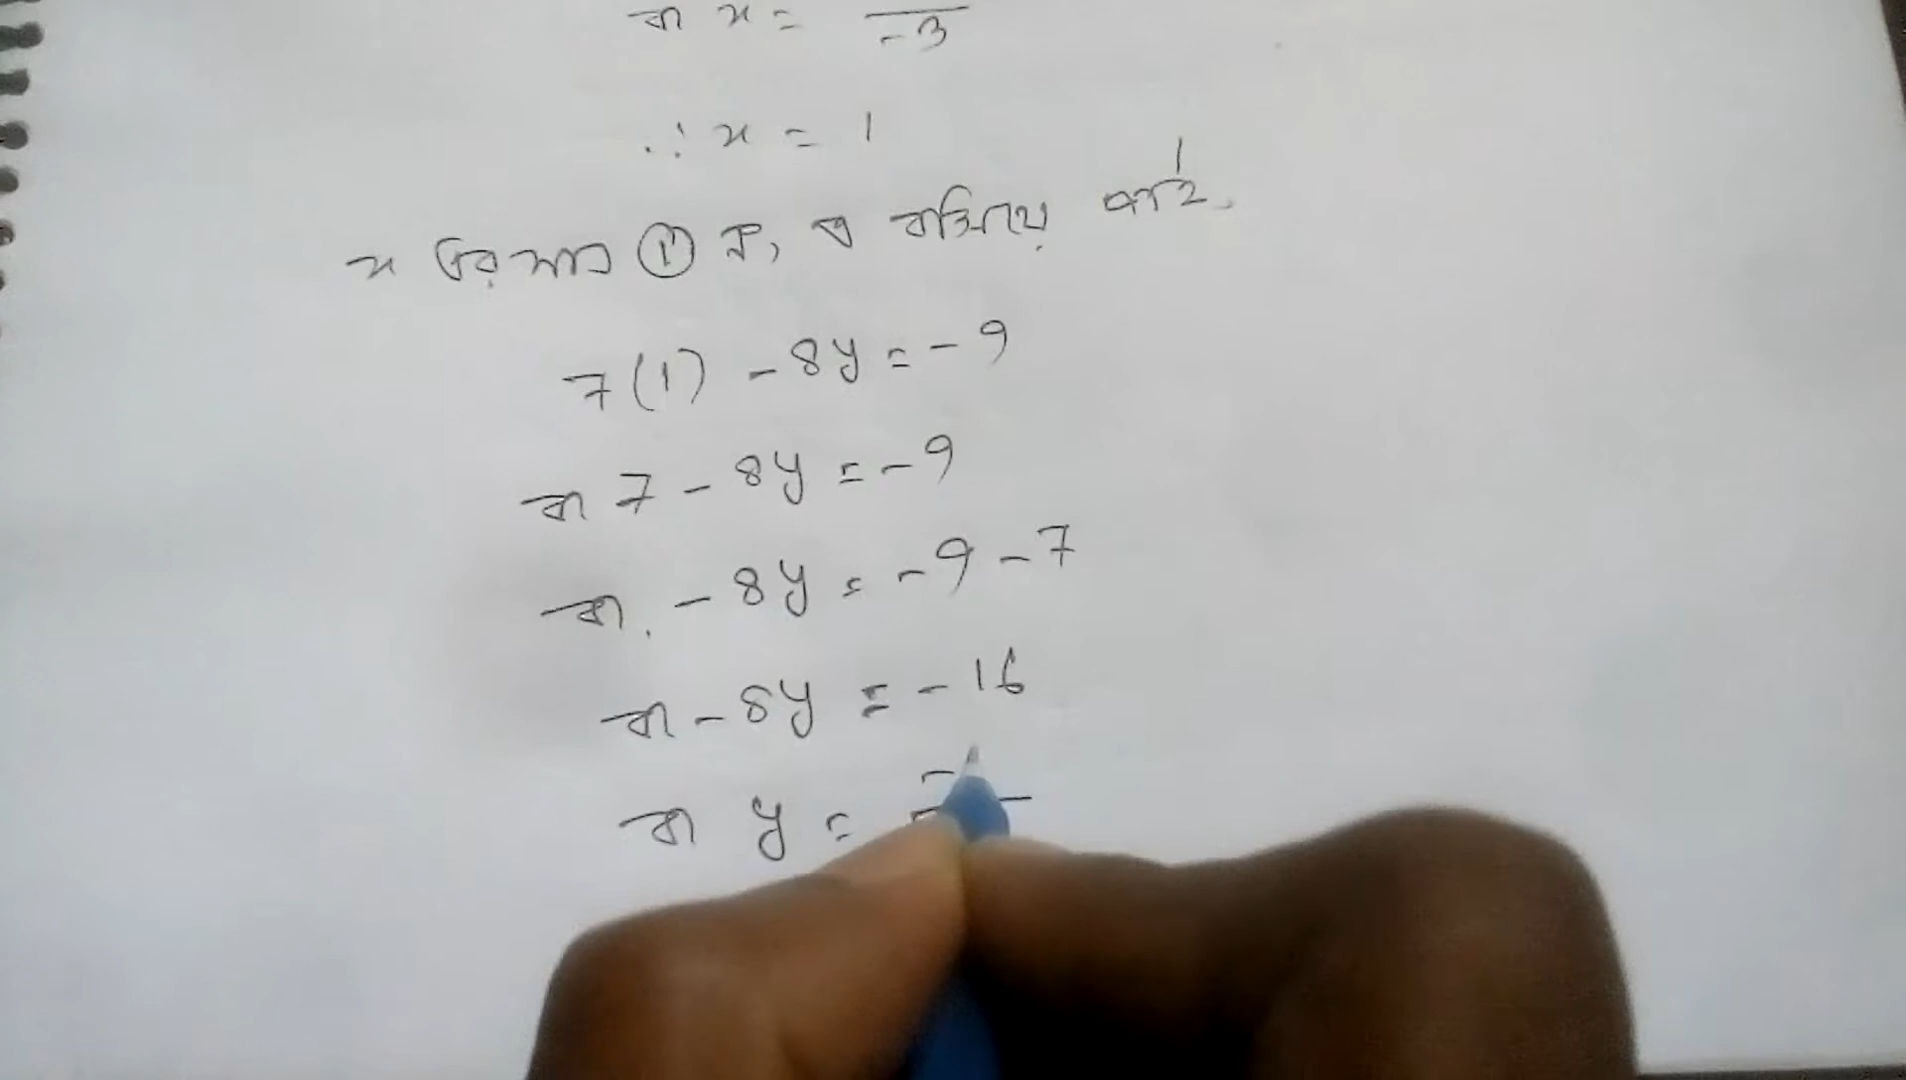 বা x = /-3
∴ x = 1
x এর মান ① নং এ বসিয়ে পাই,
7(1) - 8y = - 9
বা 7 - 8y = - 9
বা, - 8y = - 9 - 7
বা - 8y = - 16
বা y = -